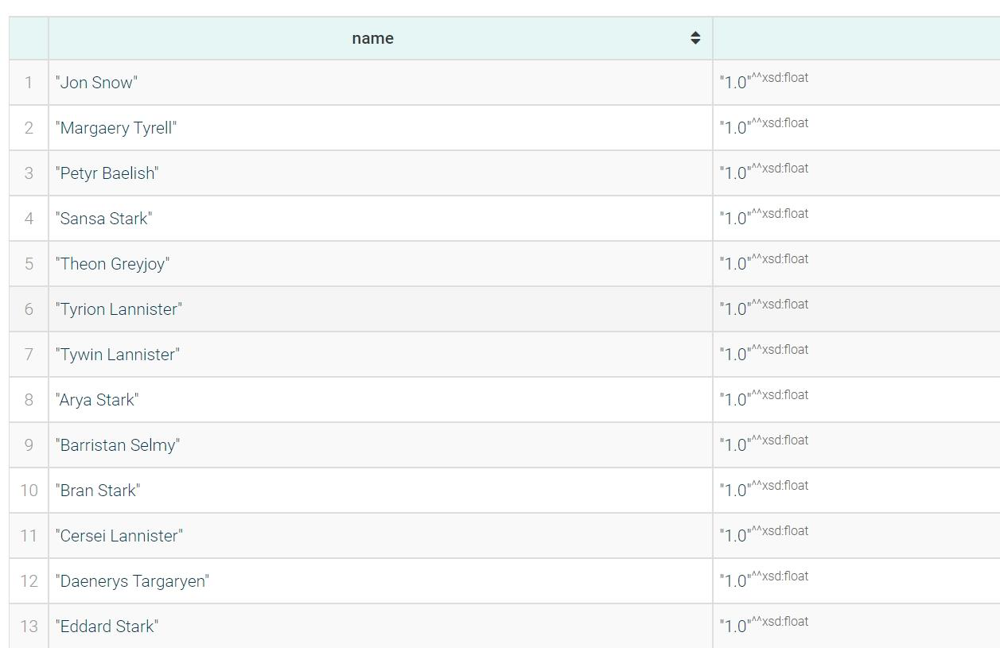 name
1 "Jon Snow" "1.0"^^xsd:float
2 "Margaery Tyrell" "1.0"^^xsd:float
3 "Petyr Baelish" "1.0"^^xsd:float
4 "Sansa Stark" "1.0"^^xsd:float
5 "Theon Greyjoy" "1.0"^^xsd:float
6 "Tyrion Lannister" "1.0"^^xsd:float
7 "Tywin Lannister" "1.0"^^xsd:float
8 "Arya Stark" "1.0"^^xsd:float
9 "Barristan Selmy" "1.0"^^xsd:float
10 "Bran Stark" "1.0"^^xsd:float
11 "Cersei Lannister" "1.0"^^xsd:float
12 "Daenerys Targaryen" "1.0"^^xsd:float
13 "Eddard Stark" "1.0"^^xsd:float